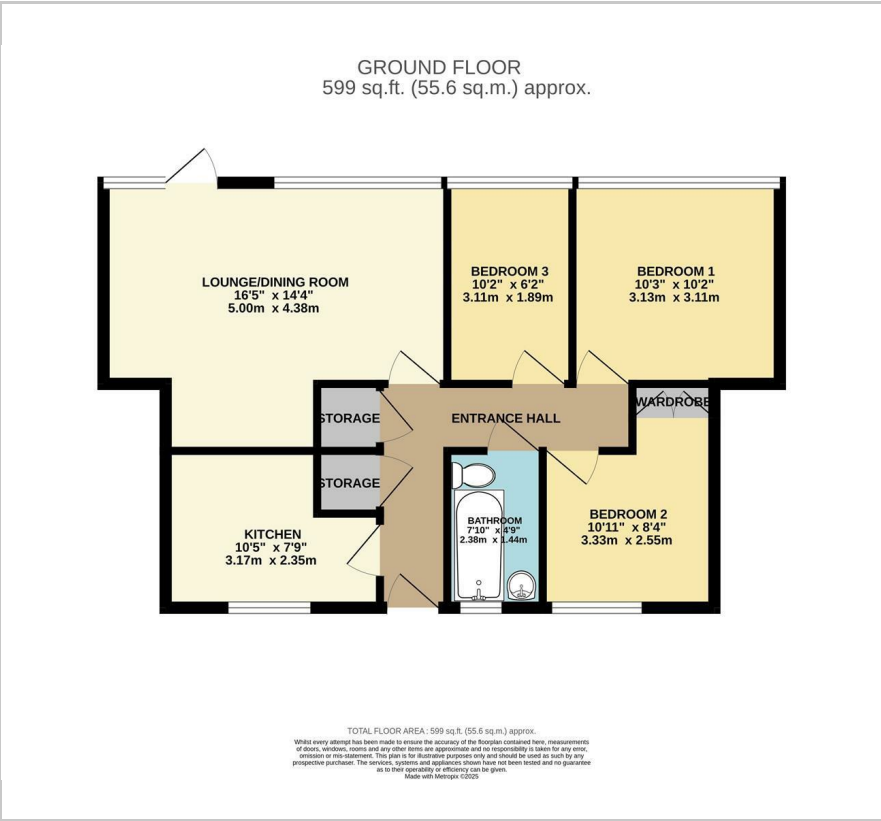 GROUND FLOOR
599 sq.ft. (55.6 sq.m.) approx.
LOUNGE/DINING ROOM
16'5" x 14'4"
5.00m x 4.38m
BEDROOM 3
10'2" x 6'2"
3.11m x 1.89m
BEDROOM 1
10'3" x 10'2"
3.13m x 3.11m
WARDROBE
STORAGE
ENTRANCE HALL
STORAGE
KITCHEN
10'5" x 7'9"
3.17m x 2.35m
BATHROOM
7'10" x 4'9"
2.38m x 1.44m
BEDROOM 2
10'11" x 8'4"
3.33m x 2.55m
TOTAL FLOOR AREA : 599 sq.ft. (55.6 sq.m.) approx.
Whilst every attempt has been made to ensure the accuracy of the floorplan contained here, measurements
of doors, windows, rooms and any other items are approximate and no responsibility is taken for any error,
omission or mis-statement. This plan is for illustrative purposes only and should be used as such by any
prospective purchaser. The services, systems and appliances shown have not been tested and no guarantee
as to their operability or efficiency can be given.
Made with Metropix ©2025